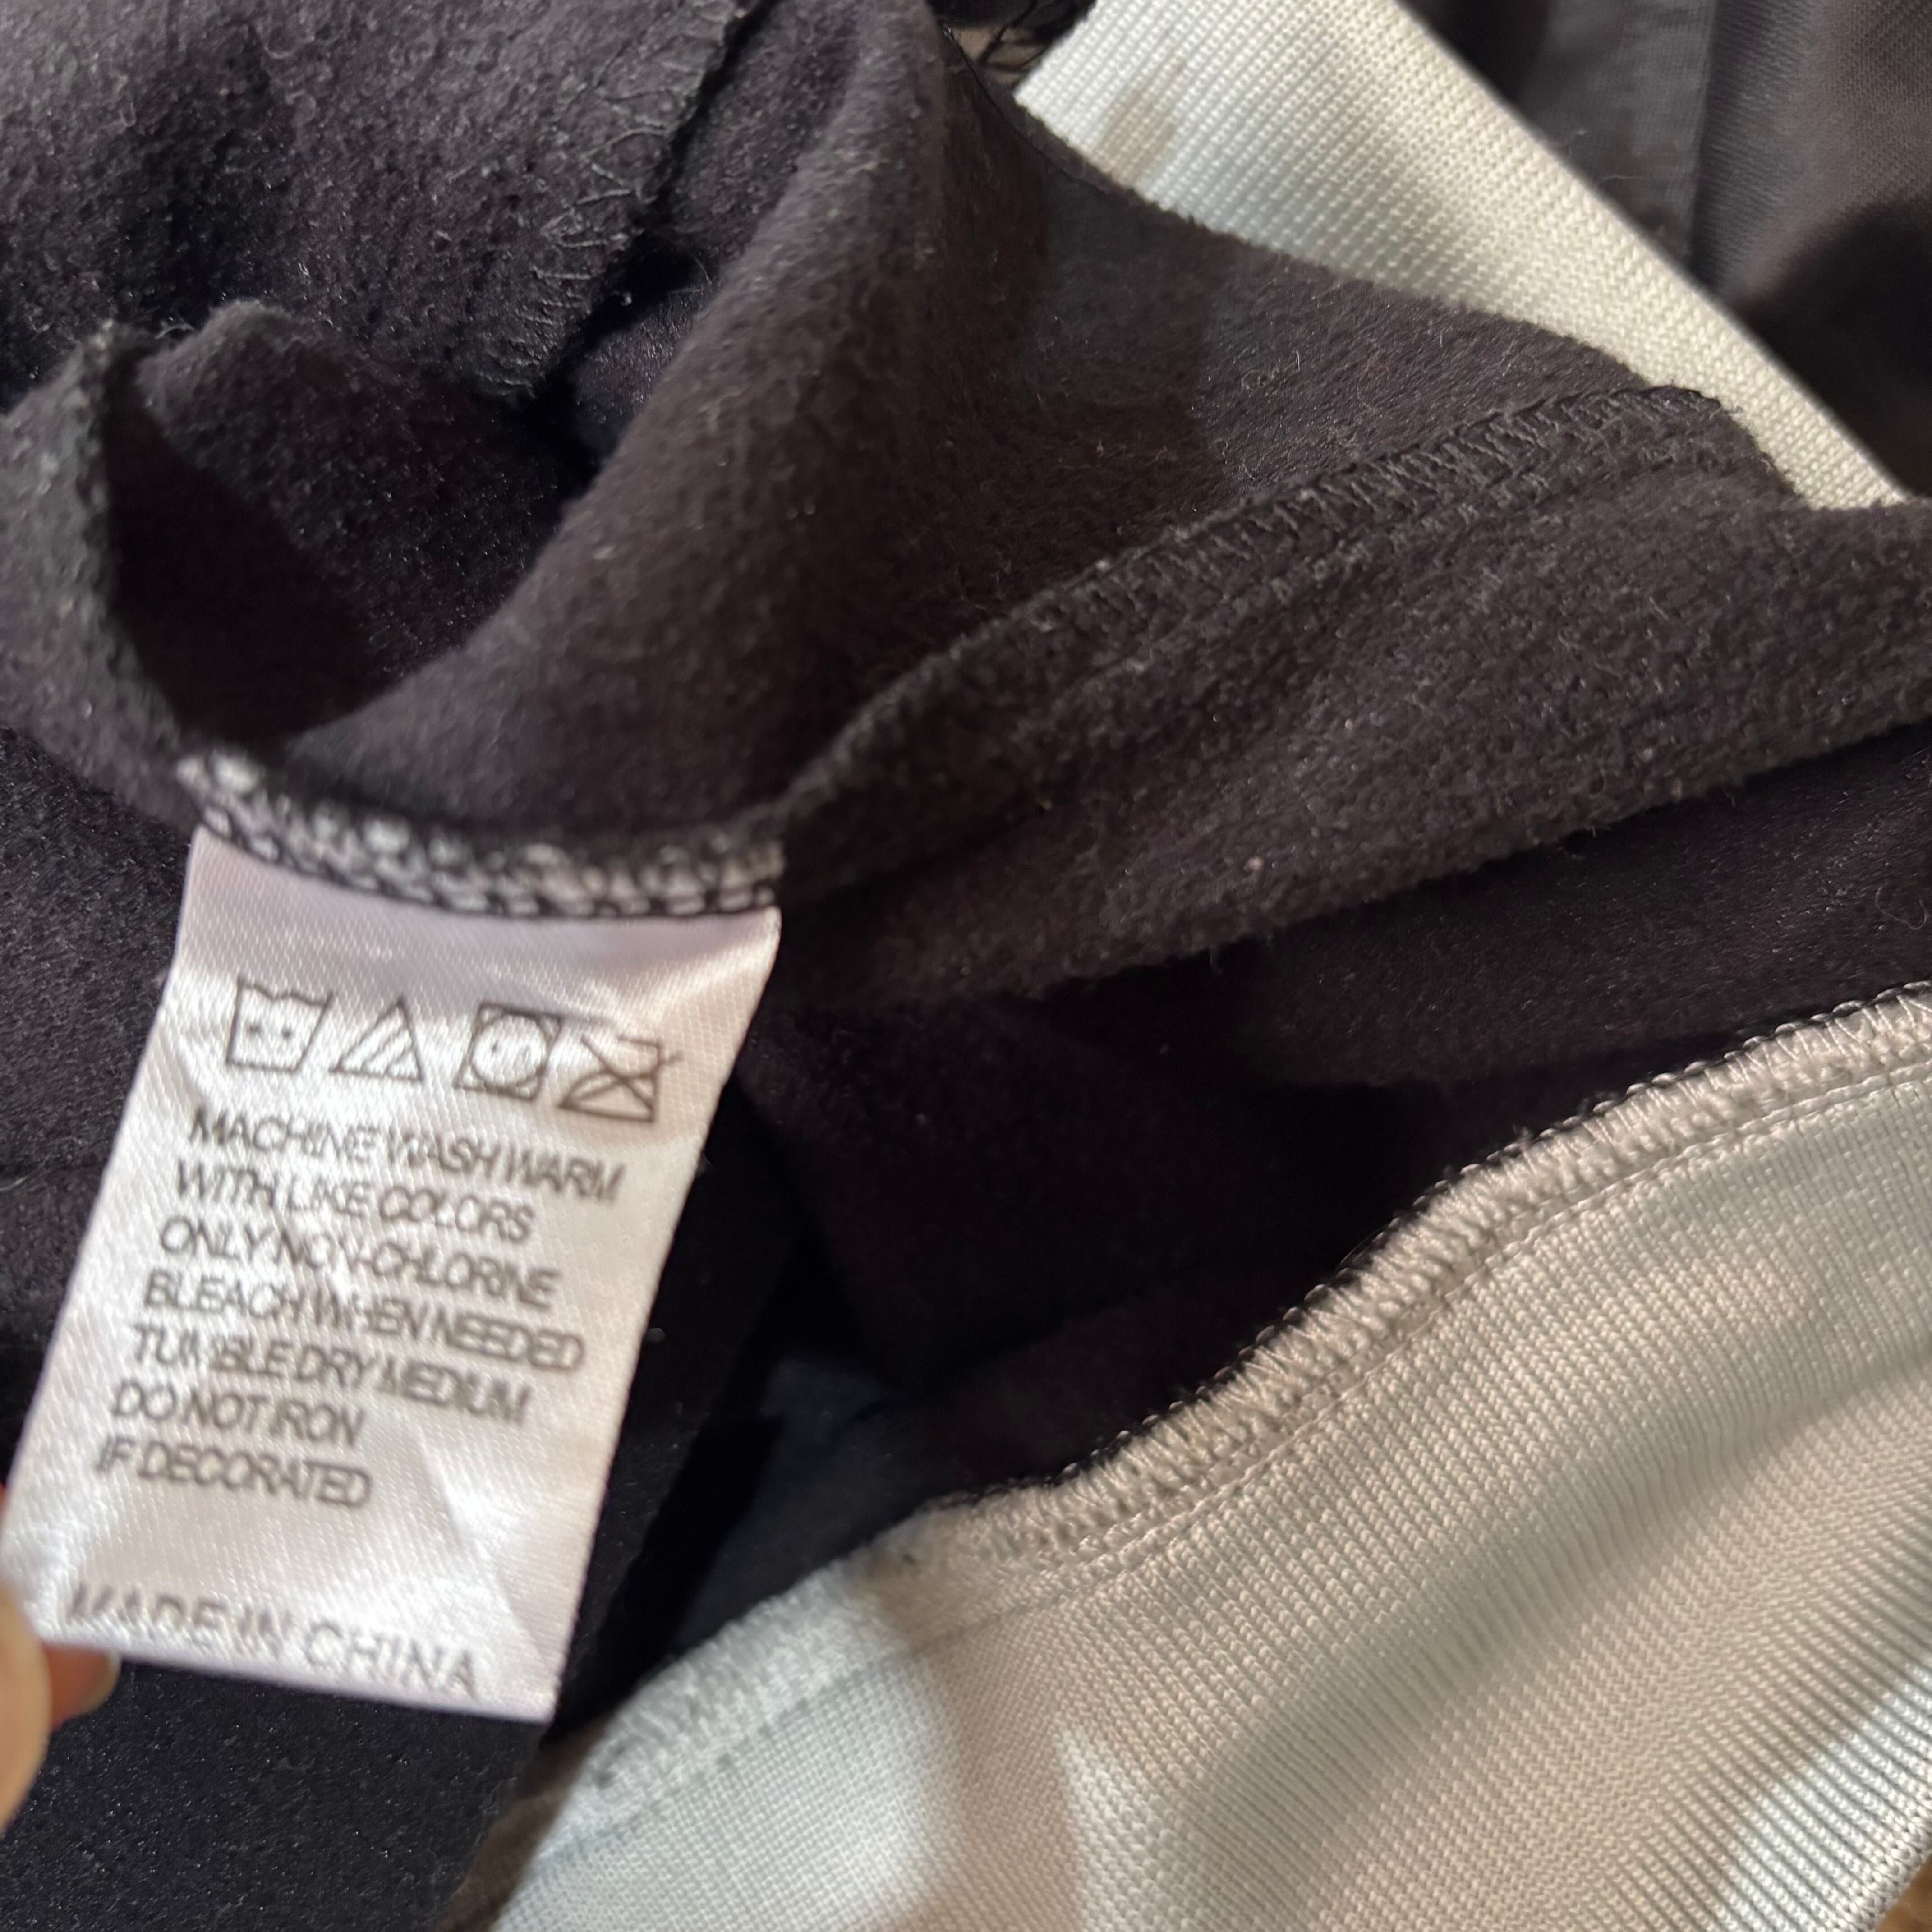 MACHINE WASH WARM
WITH LIKE COLORS
ONLY NON-CHLORINE
BLEACH WHEN NEEDED
TUMBLE DRY MEDIUM
DO NOT IRON
IF DECORATED
MADE IN CHINA